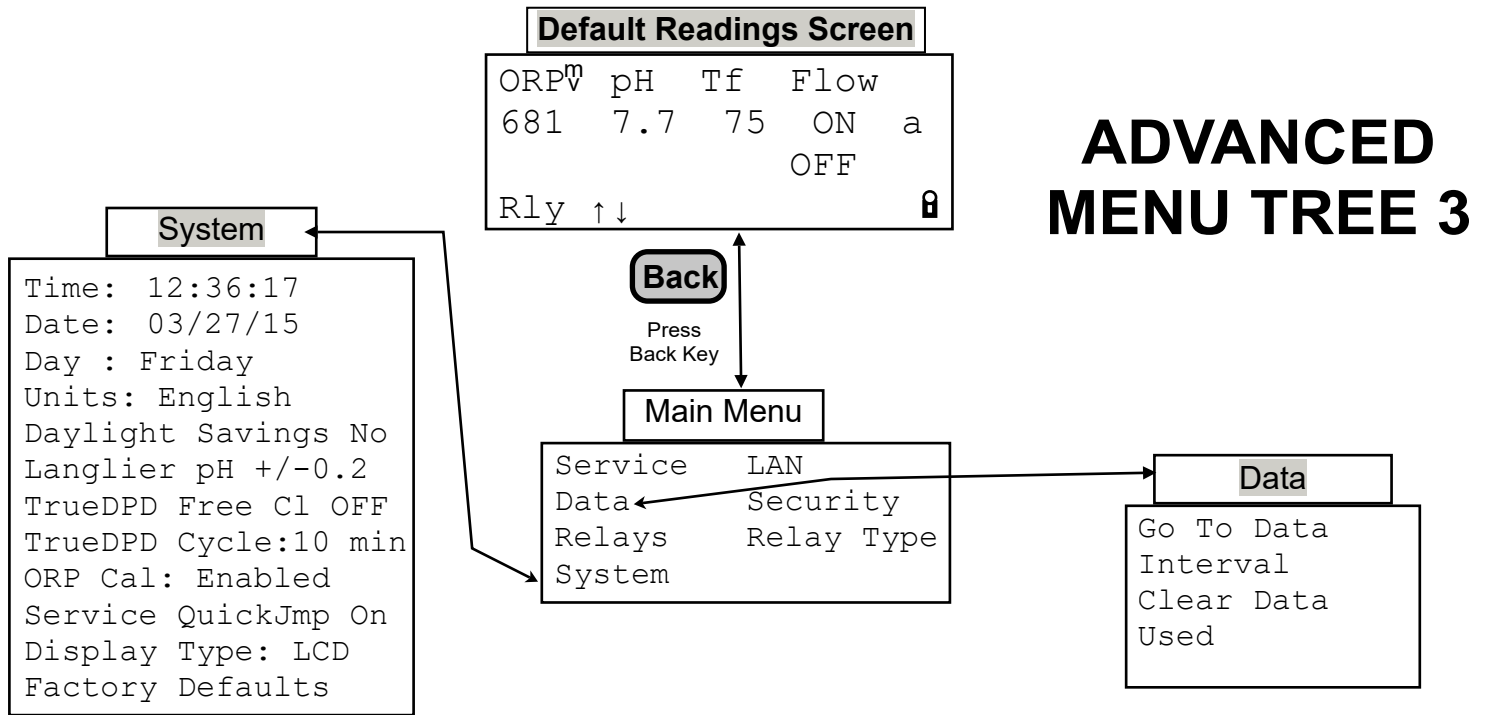 Default Readings Screen
ORPmV pH Tf Flow
681 7.7 75 ON a
OFF
Rly ↑↓
ADVANCED
MENU TREE 3
System
Time: 12:36:17
Date: 03/27/15
Day : Friday
Units: English
Daylight Savings No
Langlier pH +/-0.2
TrueDPD Free Cl OFF
TrueDPD Cycle:10 min
ORP Cal: Enabled
Service QuickJmp On
Display Type: LCD
Factory Defaults
Back
Press
Back Key
Main Menu
Service LAN
Data Security
Relays Relay Type
System
Data
Go To Data
Interval
Clear Data
Used